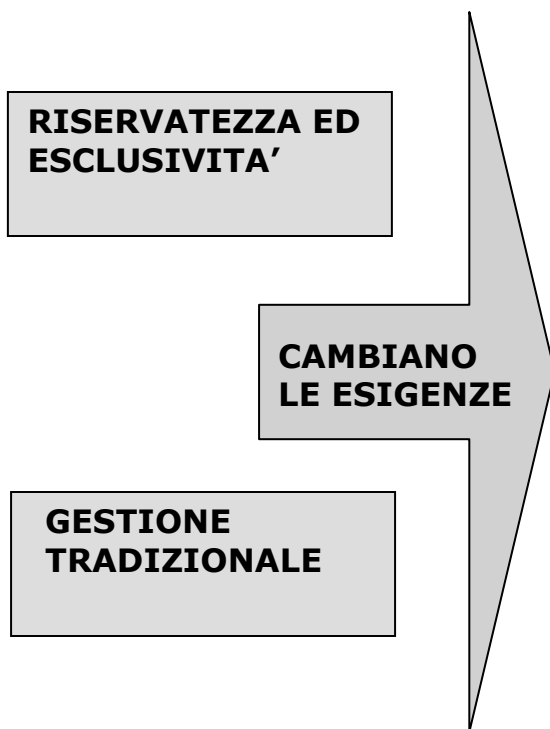 RISERVATEZZA ED
ESCLUSIVITA’
CAMBIANO
LE ESIGENZE
GESTIONE
TRADIZIONALE